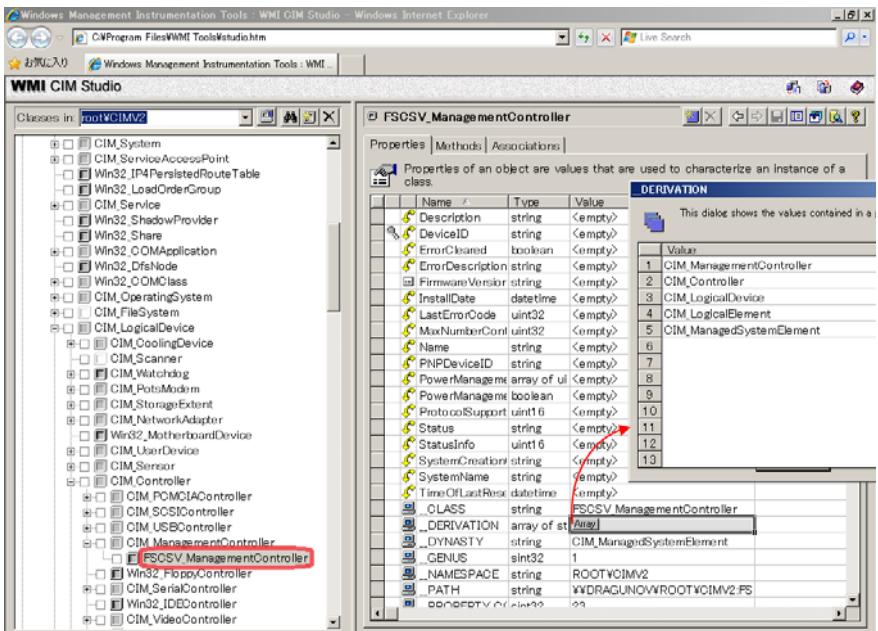 Windows Management Instrumentation Tools : WMI CIM Studio - Windows Internet Explorer
C:¥Program Files¥WMI Tools¥studio.htm
Live Search
お気に入り
Windows Management Instrumentation Tools : WMI ...
WMI CIM Studio
Classes in: root¥CIMV2
CIM_System
CIM_ServiceAccessPoint
Win32_IP4PersistedRouteTable
Win32_LoadOrderGroup
CIM_Service
Win32_ShadowProvider
Win32_Share
Win32_COMApplication
Win32_DfsNode
Win32_COMClass
CIM_OperatingSystem
CIM_FileSystem
CIM_LogicalDevice
CIM_CoolingDevice
CIM_Scanner
CIM_Watchdog
CIM_PotsModem
CIM_StorageExtent
CIM_NetworkAdapter
Win32_MotherboardDevice
CIM_UserDevice
CIM_Sensor
CIM_Controller
CIM_PCMCIAController
CIM_SCSIController
CIM_USBController
CIM_ManagementController
FSCSV_ManagementController
Win32_FloppyController
CIM_SerialController
Win32_IDEController
CIM_VideoController
FSCSV_ManagementController
Properties Methods Associations
Properties of an object are values that are used to characterize an instance of a
class.
Name Type Value
Description string <empty>
DeviceID string <empty>
ErrorCleared boolean <empty>
ErrorDescription string <empty>
FirmwareVersior string <empty>
InstallDate datetime <empty>
LastErrorCode uint32 <empty>
MaxNumberCont uint32 <empty>
Name string <empty>
PNPDeviceID string <empty>
PowerManageme array of ui <empty>
PowerManageme boolean <empty>
ProtocolSupport uint16 <empty>
Status string <empty>
StatusInfo uint16 <empty>
SystemCreation string <empty>
SystemName string <empty>
TimeOfLastRese datetime <empty>
__CLASS string FSCSV_ManagementController
__DERIVATION array of st Array
__DYNASTY string CIM_ManagedSystemElement
__GENUS sint32 1
__NAMESPACE string ROOT¥CIMV2
__PATH string ¥¥DRAGUNOV¥ROOT¥CIMV2:FS
__DERIVATION
This dialog shows the values contained in a
Value
1 CIM_ManagementController
2 CIM_Controller
3 CIM_LogicalDevice
4 CIM_LogicalElement
5 CIM_ManagedSystemElement
6
7
8
9
10
11
12
13